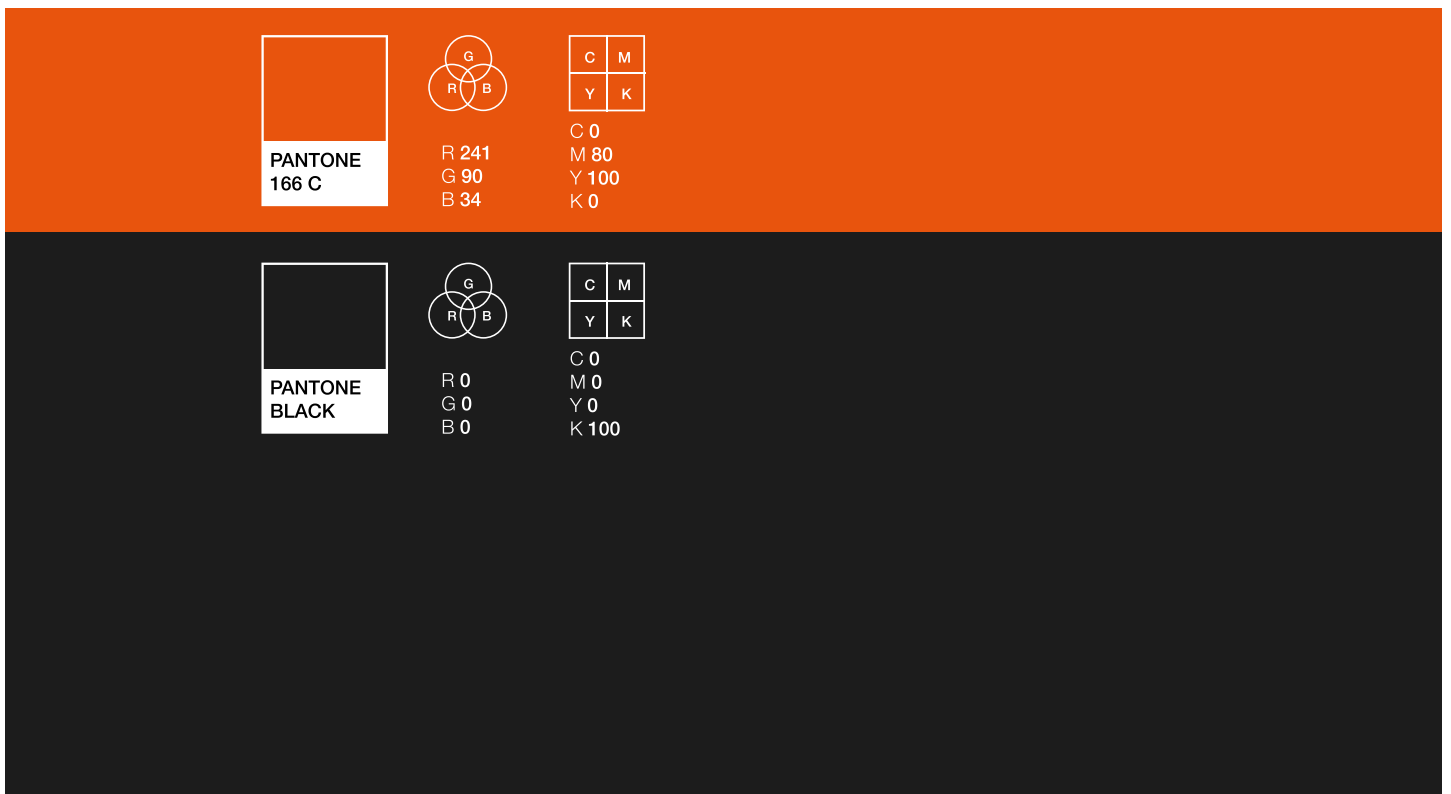 PANTONE
166 C
G
R B
R 241
G 90
B 34
C M
Y K
C 0
M 80
Y 100
K 0
PANTONE
BLACK
G
R B
R 0
G 0
B 0
C M
Y K
C 0
M 0
Y 0
K 100